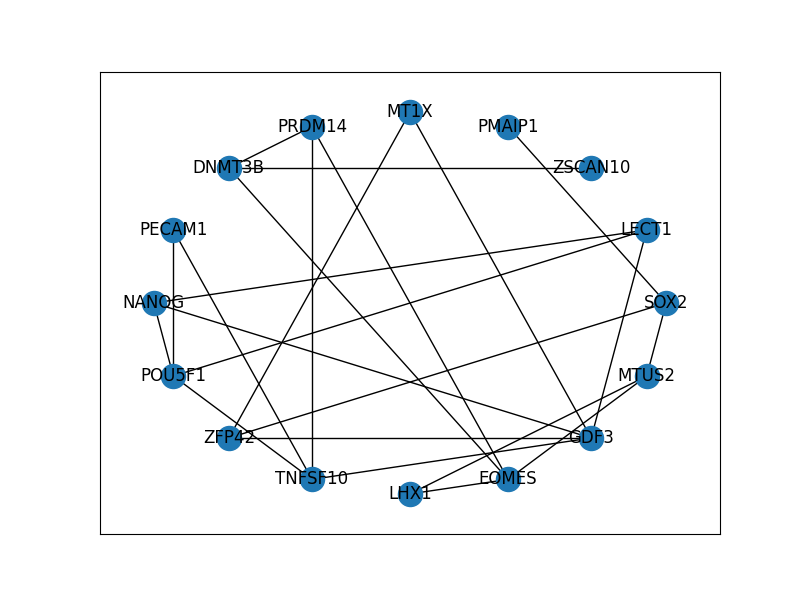 MT1X
PRDM14
PMAIP1
DNMT3B
ZSCAN10
PECAM1
LECT1
NANOG
SOX2
POU5F1
MTUS2
ZFP42
GDF3
TNFSF10
EOMES
LHX1